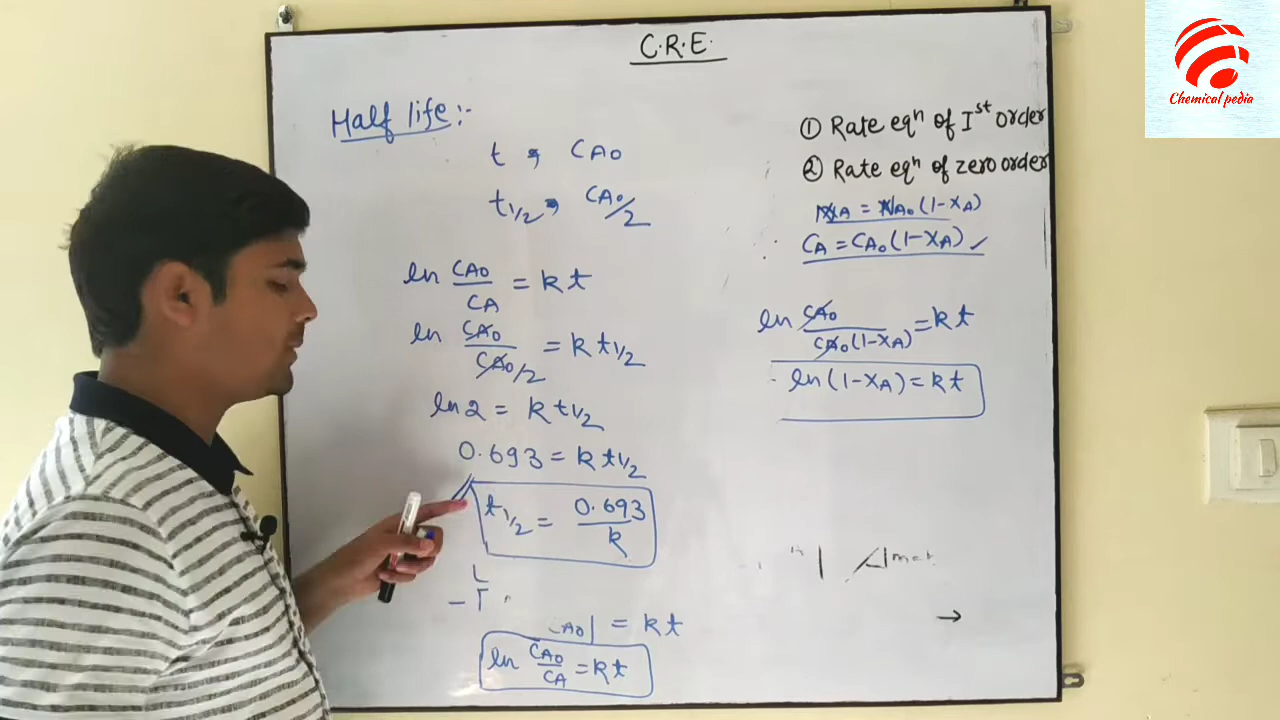 C.R.E.
Chemical pedia
Half life:-
t , CA0
t1/2, CA0/2
ln CA0/CA = kt
ln CA0/CA0/2 = k t1/2
ln2 = k t1/2
0.693 = k t1/2
t1/2 = 0.693/k
= kt
ln CA0/CA = kt
① Rate eqn of Ist order
② Rate eqn of zero order
NA = NA0(1-XA)
CA = CA0(1-XA) ✓
ln CA0/CA0(1-XA) = kt
ln(1-XA) = kt
→